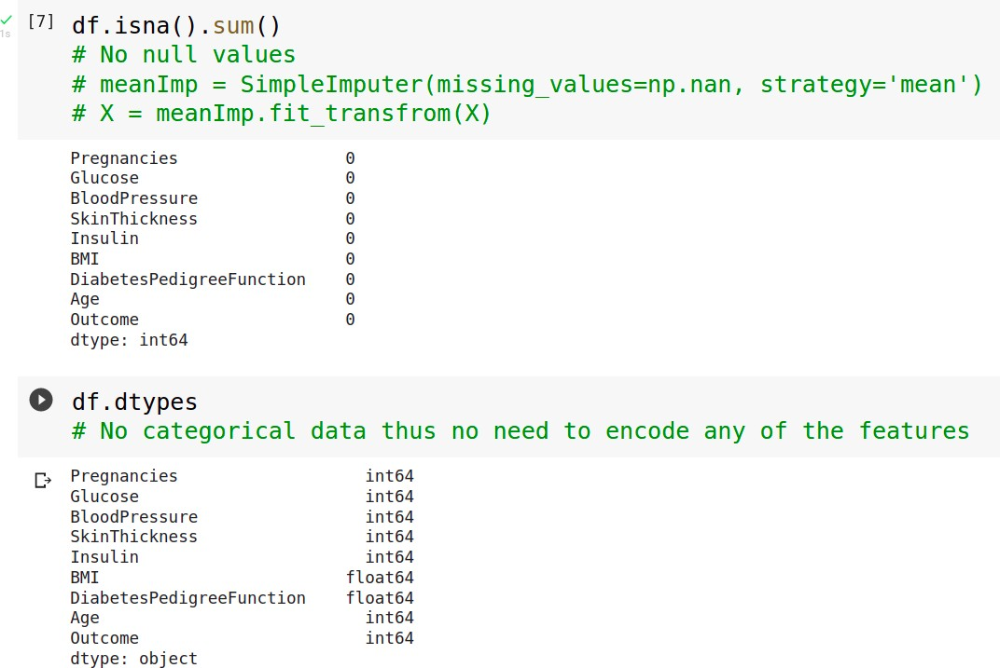 [7] df.isna().sum()
1s
# No null values
# meanImp = SimpleImputer(missing_values=np.nan, strategy='mean')
# X = meanImp.fit_transfrom(X)
Pregnancies 0
Glucose 0
BloodPressure 0
SkinThickness 0
Insulin 0
BMI 0
DiabetesPedigreeFunction 0
Age 0
Outcome 0
dtype: int64
df.dtypes
# No categorical data thus no need to encode any of the features
Pregnancies int64
Glucose int64
BloodPressure int64
SkinThickness int64
Insulin int64
BMI float64
DiabetesPedigreeFunction float64
Age int64
Outcome int64
dtype: object